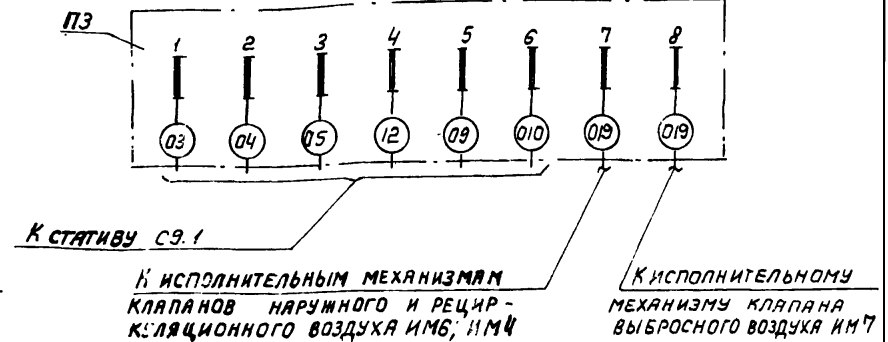 ПЗ
1 2 3 4 5 6 7 8
03 04 05 12 09 010 019 019
К СТАТИВУ С9.1
К ИСПОЛНИТЕЛЬНЫМ МЕХАНИЗМАМ
КЛАПАНОВ НАРУЖНОГО И РЕЦИР-
КУЛЯЦИОННОГО ВОЗДУХА ИМ6; ИМ4
К ИСПОЛНИТЕЛЬНОМУ
МЕХАНИЗМУ КЛАПАНА
ВЫБРОСНОГО ВОЗДУХА ИМ7